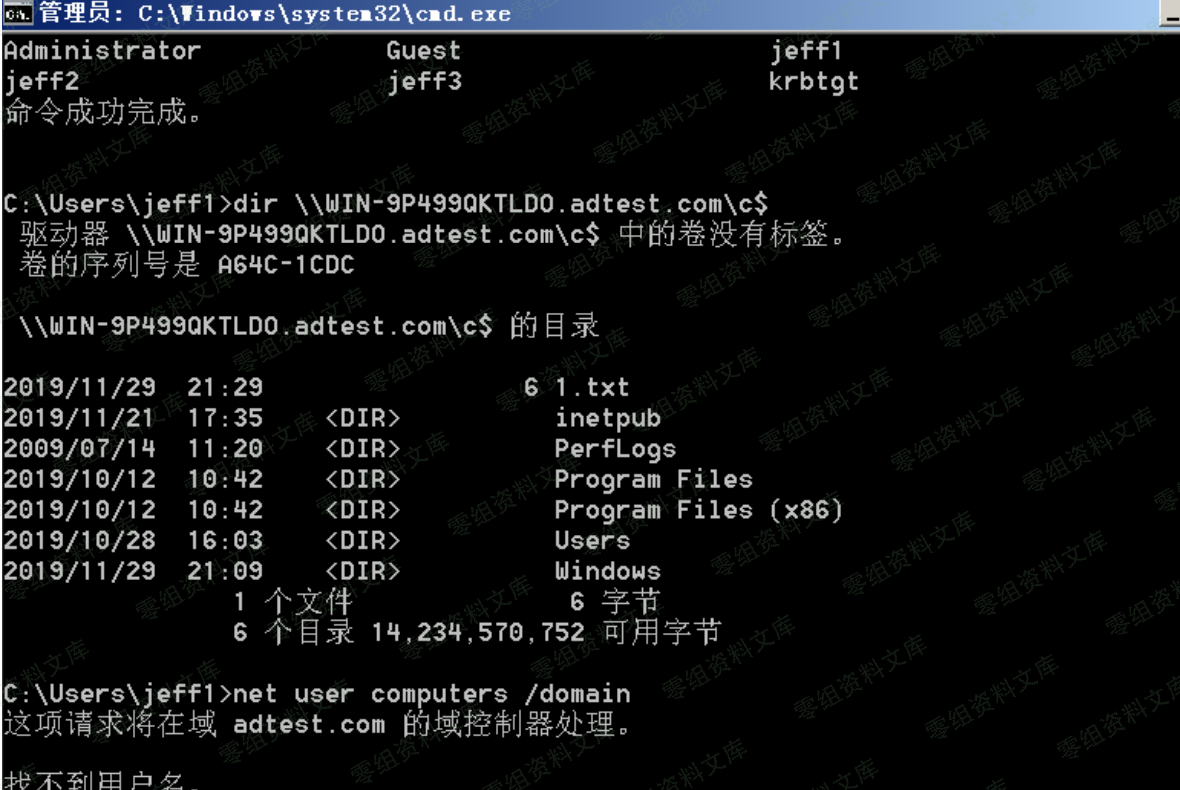 管理员: C:\Windows\system32\cmd.exe
Administrator Guest jeff1
jeff2 jeff3 krbtgt
命令成功完成。
C:\Users\jeff1>dir \\WIN-9P499QKTLDO.adtest.com\c$
驱动器 \\WIN-9P499QKTLDO.adtest.com\c$ 中的卷没有标签。
卷的序列号是 A64C-1CDC
\\WIN-9P499QKTLDO.adtest.com\c$ 的目录
2019/11/29 21:29 6 1.txt
2019/11/21 17:35 <DIR> inetpub
2009/07/14 11:20 <DIR> PerfLogs
2019/10/12 10:42 <DIR> Program Files
2019/10/12 10:42 <DIR> Program Files (x86)
2019/10/28 16:03 <DIR> Users
2019/11/29 21:09 <DIR> Windows
1 个文件 6 字节
6 个目录 14,234,570,752 可用字节
C:\Users\jeff1>net user computers /domain
这项请求将在域 adtest.com 的域控制器处理。
找不到用户名。
零组资料文库